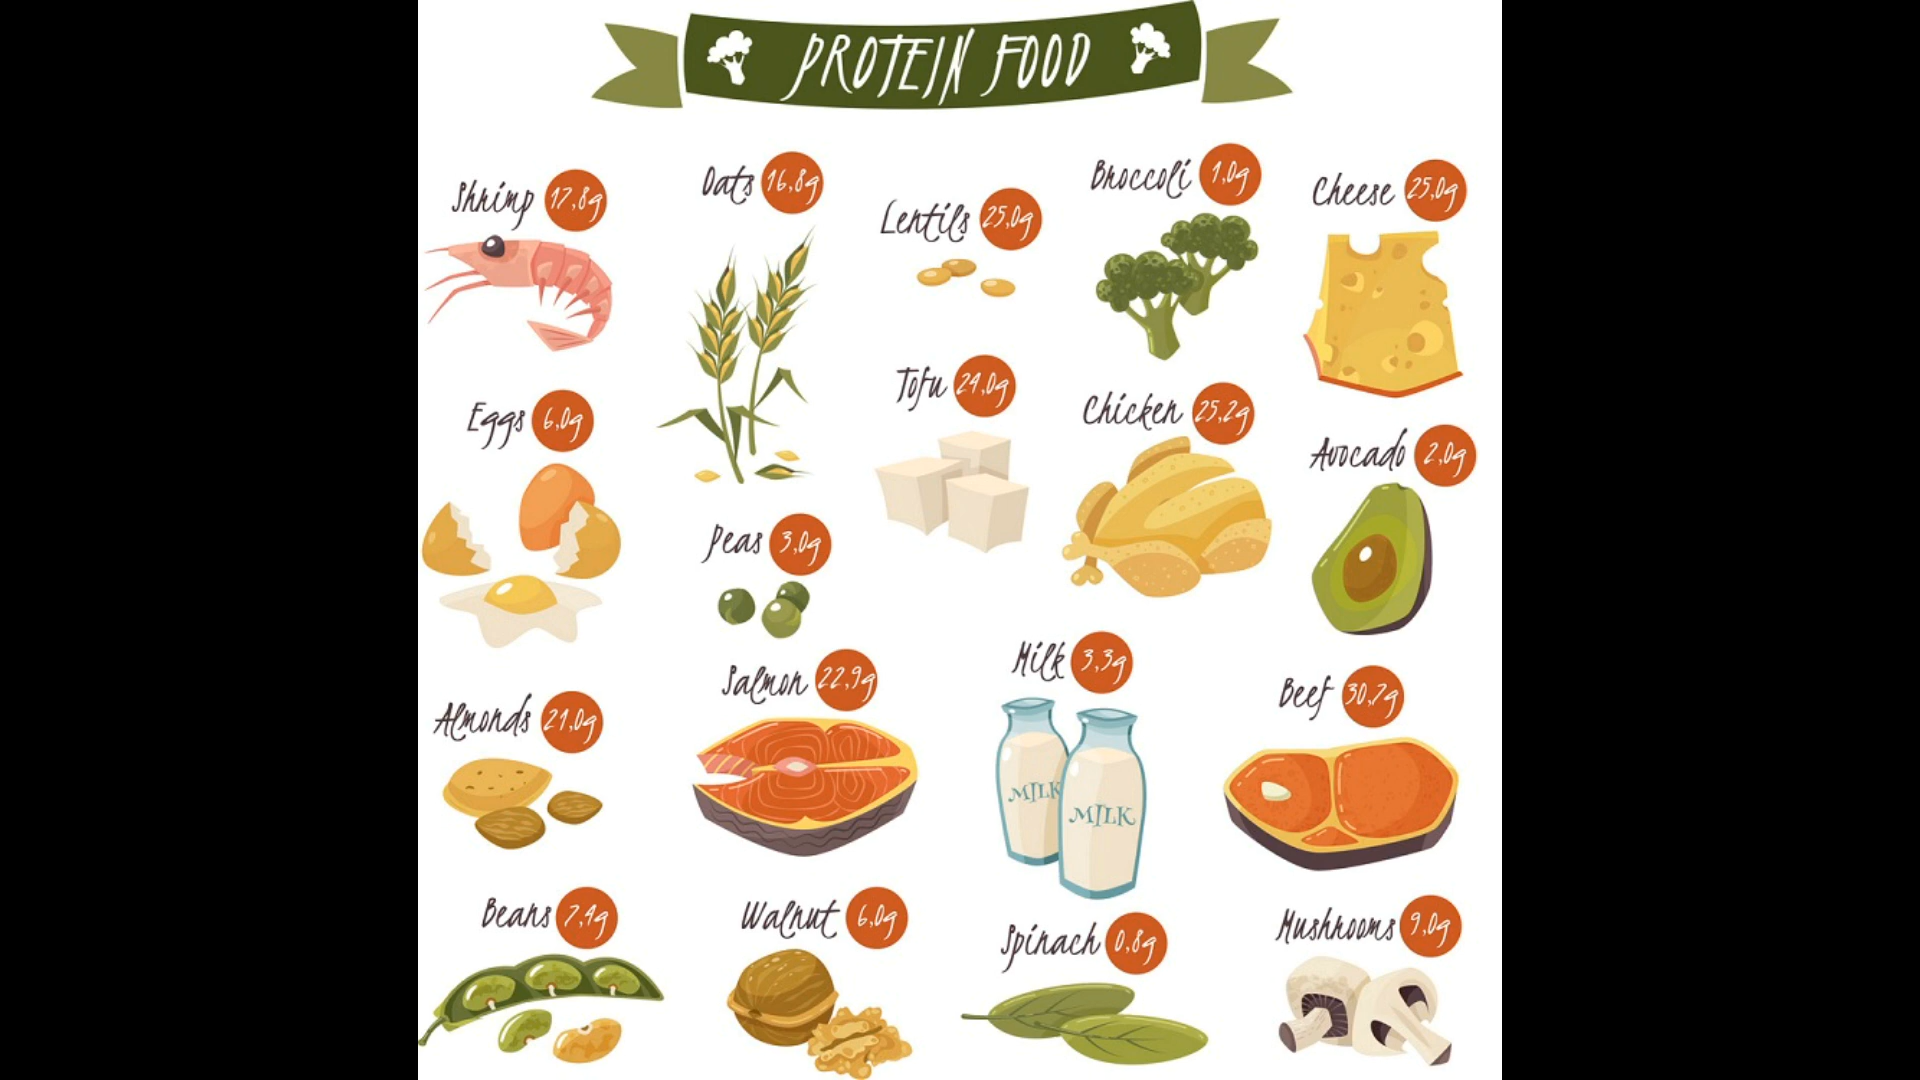 PROTEIN FOOD
Shrimp 17,8g
Oats 16,8g
Lentils 25,0g
Broccoli 1,0g
Cheese 25,0g
Eggs 6,0g
Tofu 24,0g
Chicken 25,2g
Avocado 2,0g
Peas 3,0g
Almonds 21,0g
Salmon 22,9g
Milk 3,3g
MILK
MILK
Beef 30,7g
Beans 7,4g
Walnut 6,0g
Spinach 0,8g
Mushrooms 9,0g